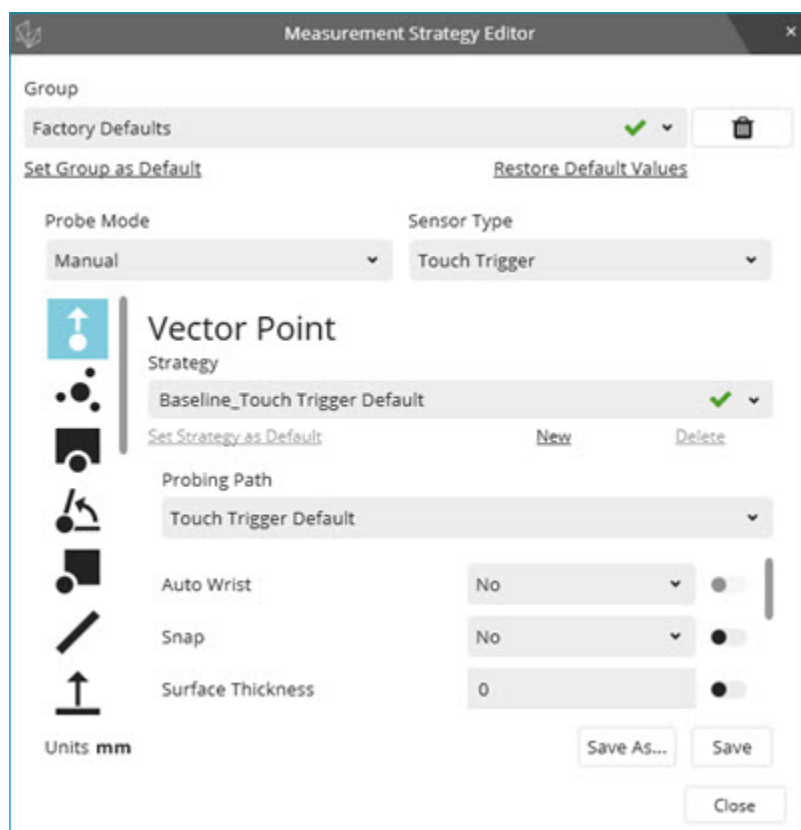 Measurement Strategy Editor
Group
Factory Defaults
Set Group as Default Restore Default Values
Probe Mode Sensor Type
Manual Touch Trigger
Vector Point
Strategy
Baseline_Touch Trigger Default
Set Strategy as Default New Delete
Probing Path
Touch Trigger Default
Auto Wrist No
Snap No
Surface Thickness 0
Units mm Save As... Save
Close